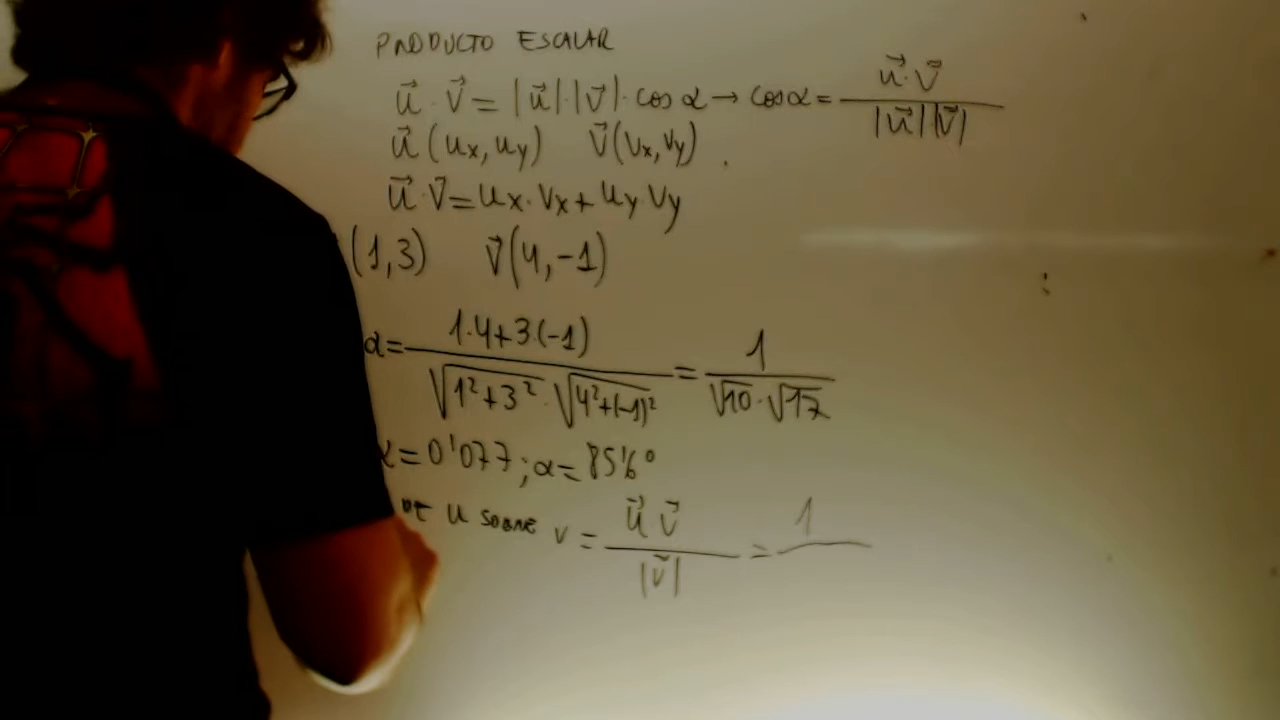 PRODUCTO ESCALAR
u⃗ · v⃗ = |u⃗|·|v⃗|· cos α → cos α = u⃗·v⃗ / |u⃗||v⃗|
u⃗ (ux, uy) v⃗ (vx, vy).
u⃗ · v⃗ = ux · vx + uy · vy
(1,3) v⃗ (4,-1)
α = 1·4+3·(-1) / √1²+3² · √4²+(-1)² = 1 / √10 · √17
α = 0'077; α = 85'6°
DE u SOBRE v = u⃗ v⃗ / |v⃗| = 1